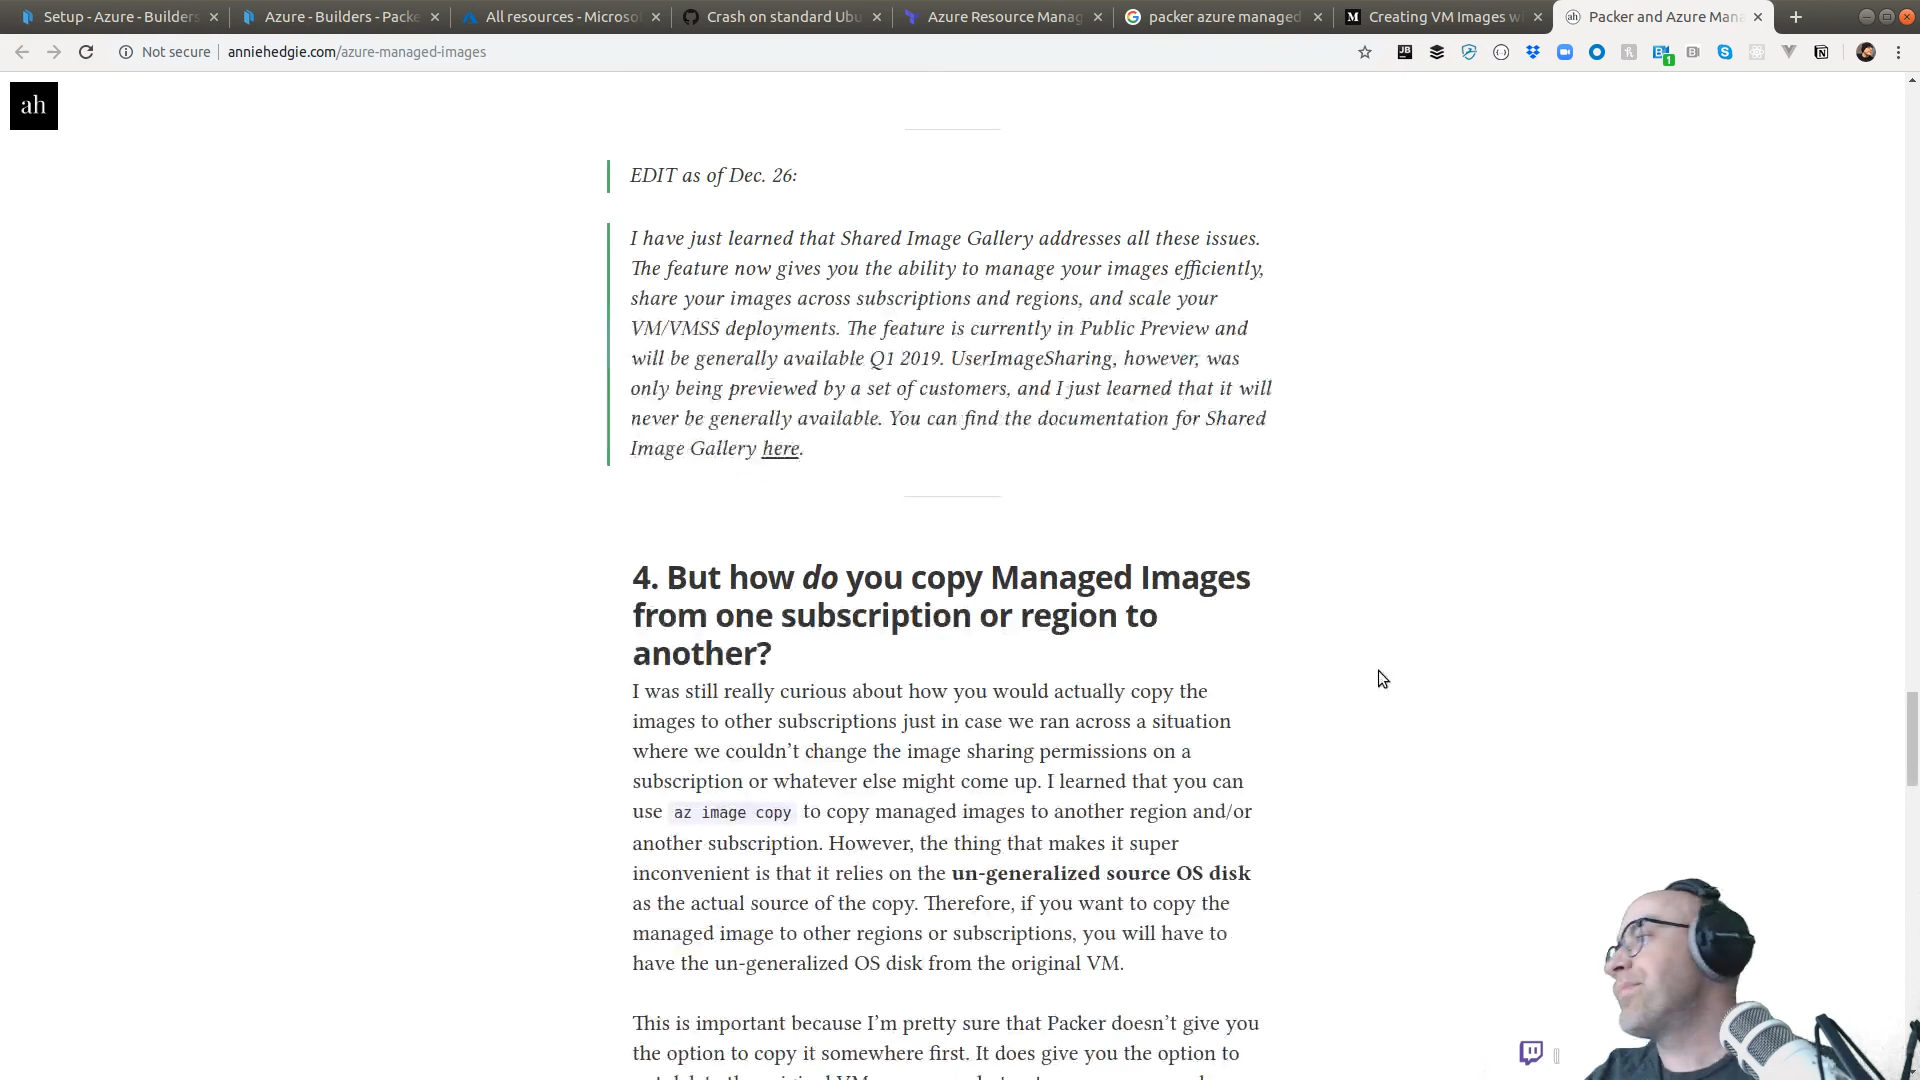 Setup - Azure - Builders
Azure - Builders - Packe
All resources - Microso
Crash on standard Ubu
Azure Resource Manag
packer azure managed
Creating VM Images wi
Packer and Azure Mana
Not secure
anniehedgie.com/azure-managed-images
ah
EDIT as of Dec. 26:
I have just learned that Shared Image Gallery addresses all these issues.
The feature now gives you the ability to manage your images efficiently,
share your images across subscriptions and regions, and scale your
VM/VMSS deployments. The feature is currently in Public Preview and
will be generally available Q1 2019. UserImageSharing, however, was
only being previewed by a set of customers, and I just learned that it will
never be generally available. You can find the documentation for Shared
Image Gallery here.
4. But how do you copy Managed Images
from one subscription or region to
another?
I was still really curious about how you would actually copy the
images to other subscriptions just in case we ran across a situation
where we couldn't change the image sharing permissions on a
subscription or whatever else might come up. I learned that you can
use az image copy to copy managed images to another region and/or
another subscription. However, the thing that makes it super
inconvenient is that it relies on the un-generalized source OS disk
as the actual source of the copy. Therefore, if you want to copy the
managed image to other regions or subscriptions, you will have to
have the un-generalized OS disk from the original VM.
This is important because I'm pretty sure that Packer doesn't give you
the option to copy it somewhere first. It does give you the option to